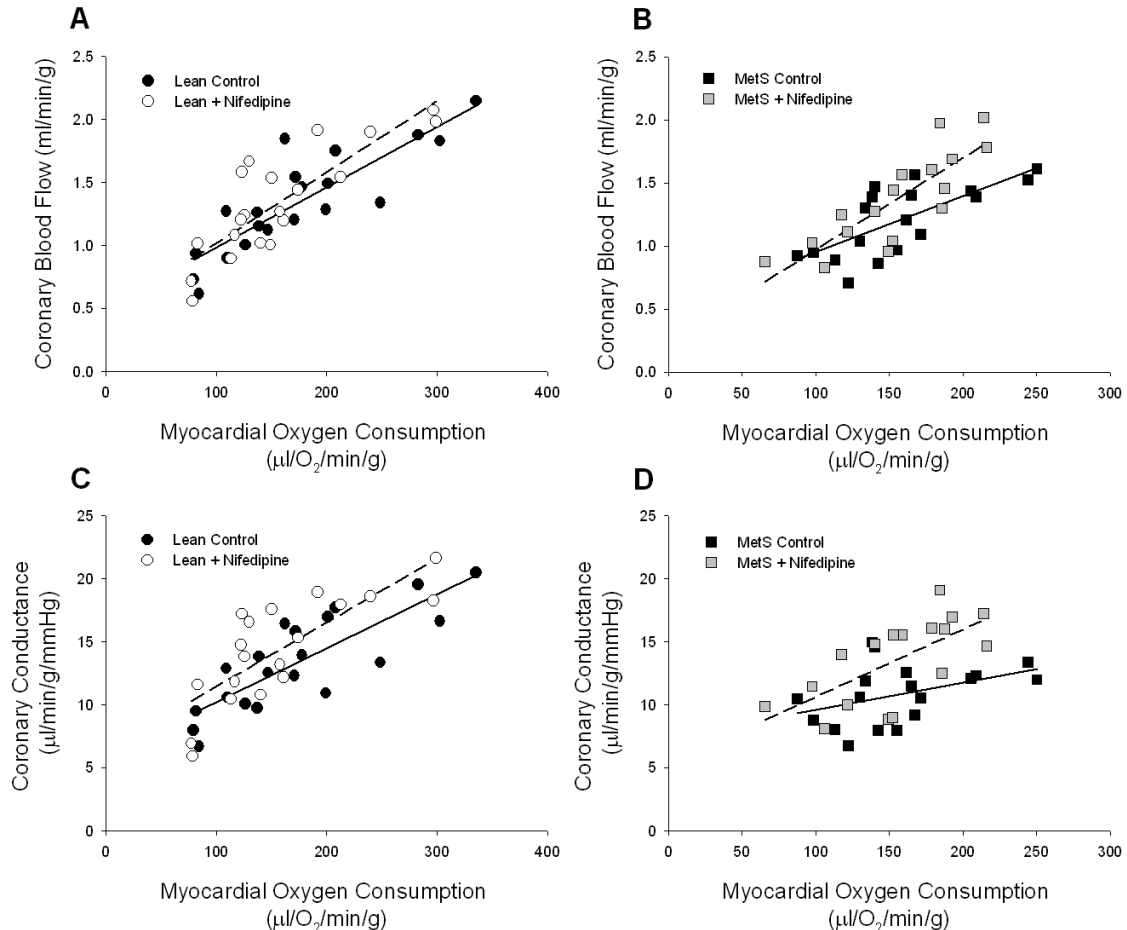 A
Coronary Blood Flow (ml/min/g)
2.5
2.0
1.5
1.0
0.5
0.0
Lean Control
Lean + Nifedipine
0
100
200
300
400
Myocardial Oxygen Consumption
(μl/O₂/min/g)
B
Coronary Blood Flow (ml/min/g)
2.5
2.0
1.5
1.0
0.5
0.0
MetS Control
MetS + Nifedipine
0
50
100
150
200
250
300
Myocardial Oxygen Consumption
(μl/O₂/min/g)
C
Coronary Conductance
(μl/min/g/mmHg)
25
20
15
10
5
0
Lean Control
Lean + Nifedipine
0
100
200
300
400
Myocardial Oxygen Consumption
(μl/O₂/min/g)
D
Coronary Conductance
(μl/min/g/mmHg)
25
20
15
10
5
0
MetS Control
MetS + Nifedipine
0
50
100
150
200
250
300
Myocardial Oxygen Consumption
(μl/O₂/min/g)